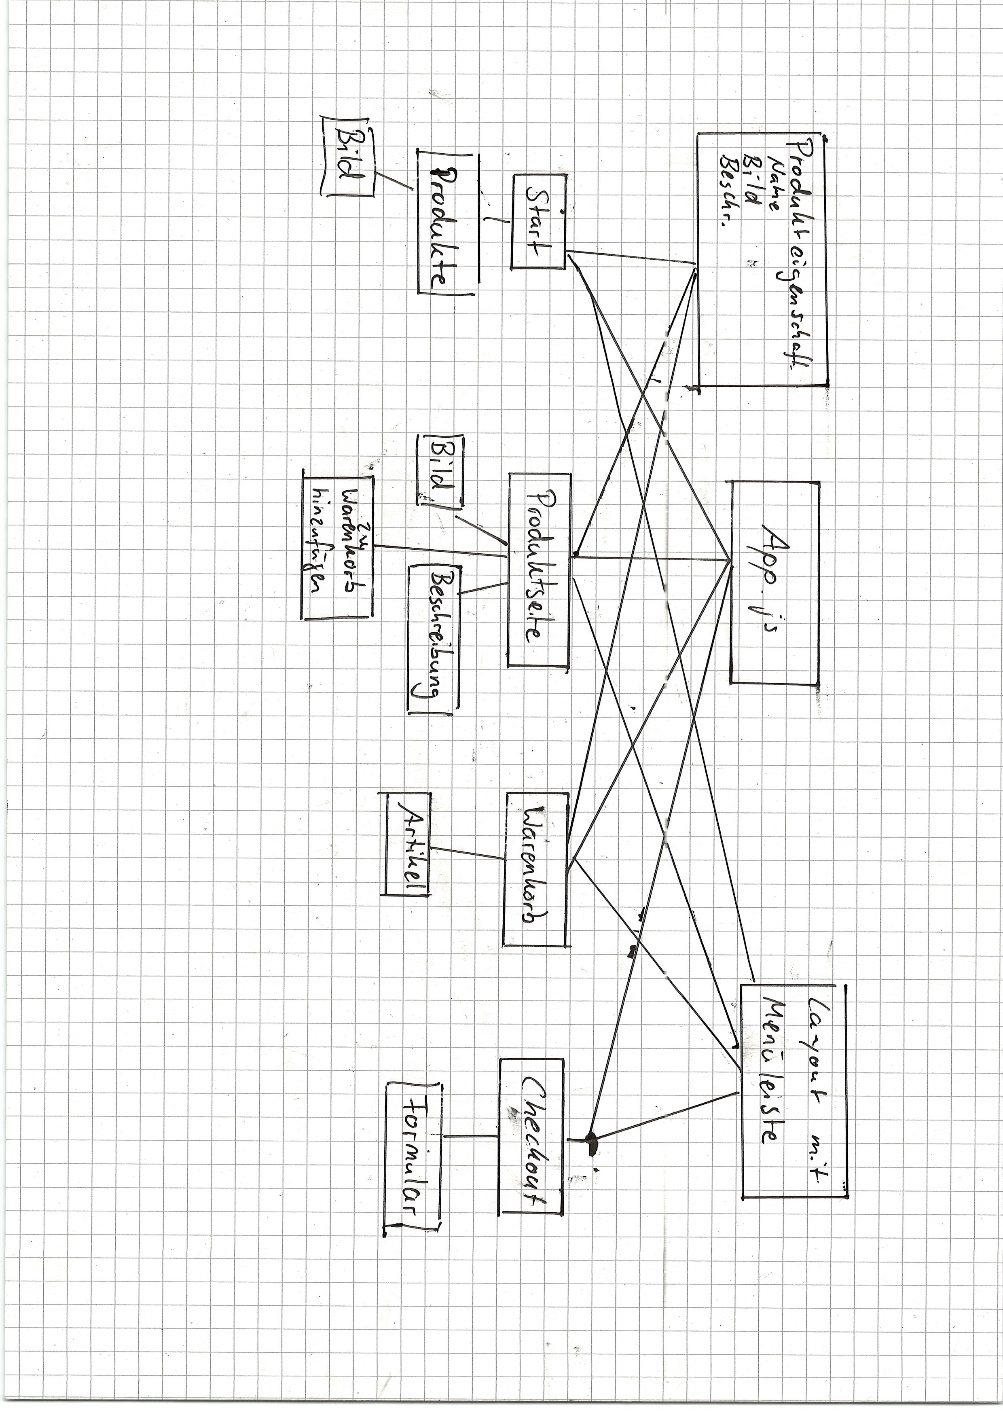 Produkteigenschaft
Name
Bild
Beschr.
App.js
Layout mit
Menüleiste
Start
Produktseite
Warenkorb
Checkout
Produkte
Bild
Bild
Beschreibung
zu
Warenkorb
hinzufügen
Artikel
Formular